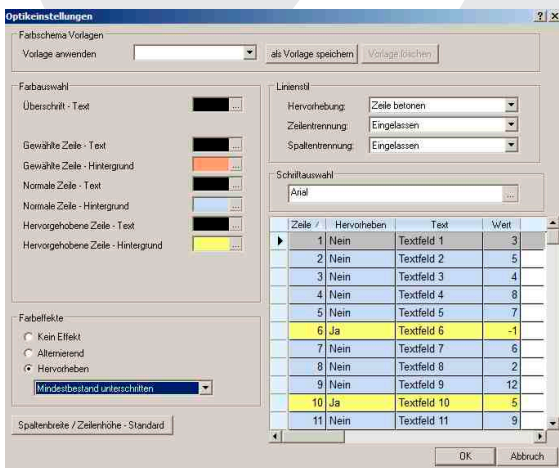 Optikeinstellungen
Farbschema Vorlagen
Vorlage anwenden
als Vorlage speichern
Vorlage löschen
Farbauswahl
Überschrift - Text
Gewählte Zeile - Text
Gewählte Zeile - Hintergrund
Normale Zeile - Text
Normale Zeile - Hintergrund
Hervorgehobene Zeile - Text
Hervorgehobene Zeile - Hintergrund
Farbeffekte
Kein Effekt
Alternierend
Hervorheben
Mindestbestand unterschritten
Spaltenbreite / Zeilenhöhe - Standard
Linienstil
Hervorhebung: Zeile betonen
Zeilentrennung: Eingelassen
Spaltentrennung: Eingelassen
Schriftauswahl
Arial
...
Zeile / Hervorheben Text Wert
1 Nein Textfeld 1 3
2 Nein Textfeld 2 5
3 Nein Textfeld 3 4
4 Nein Textfeld 4 8
5 Nein Textfeld 5 7
6 Ja Textfeld 6 -1
7 Nein Textfeld 7 6
8 Nein Textfeld 8 2
9 Nein Textfeld 9 12
10 Ja Textfeld 10 5
11 Nein Textfeld 11 9
OK Abbruch